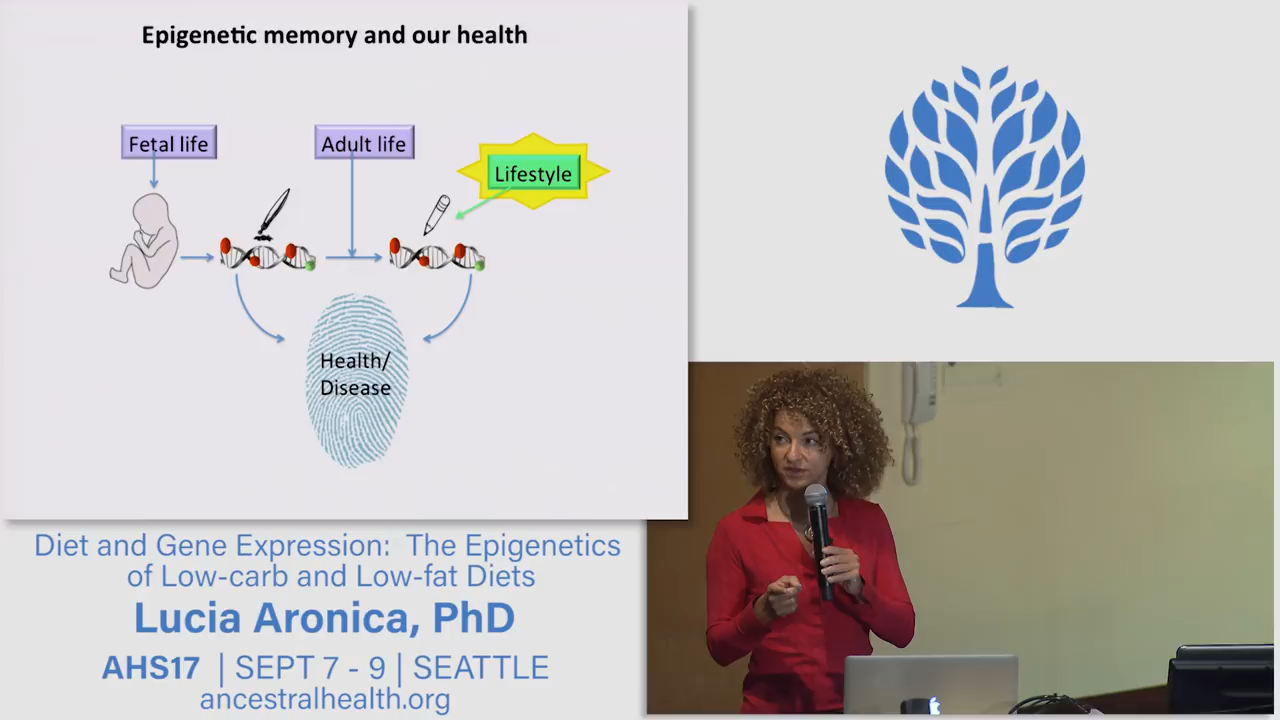 Epigenetic memory and our health
Fetal life
Adult life
Lifestyle
Health/
Disease
Diet and Gene Expression:  The Epigenetics
of Low-carb and Low-fat Diets
Lucia Aronica, PhD
AHS17 | SEPT 7 - 9 | SEATTLE
ancestralhealth.org